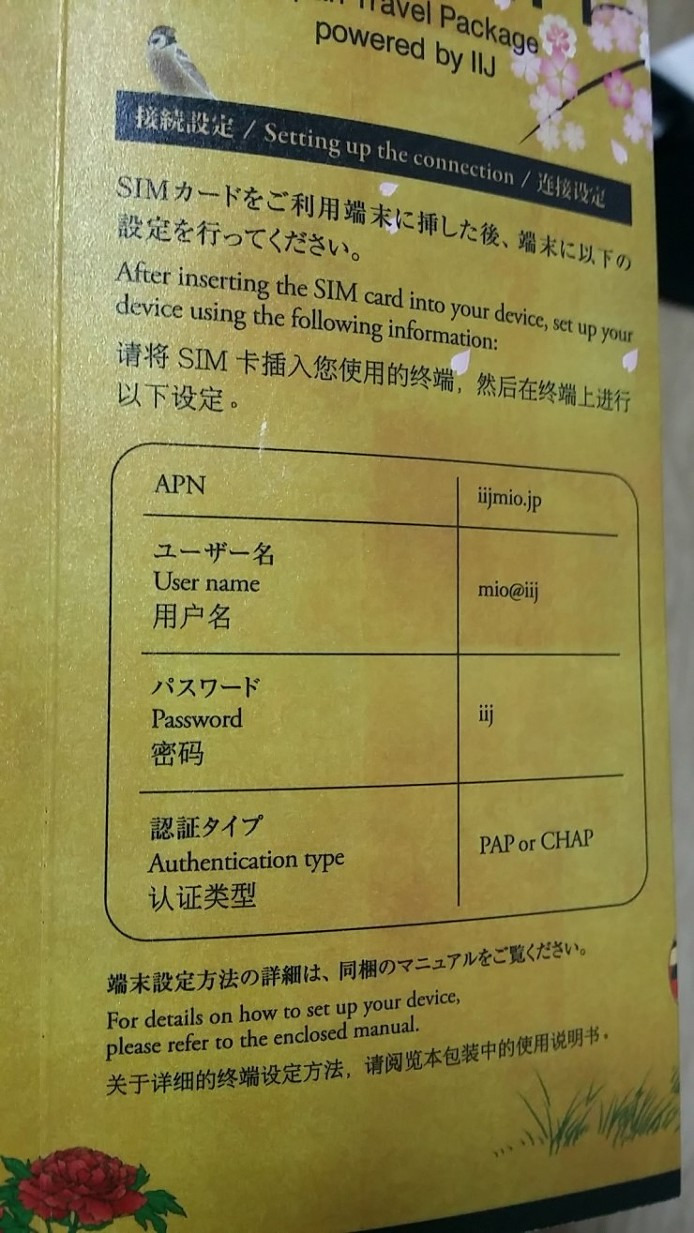 Travel Package
powered by IIJ
接続設定 / Setting up the connection / 连接设定
SIMカードをご利用端末に挿した後、端末に以下の
設定を行ってください。
After inserting the SIM card into your device, set up your
device using the following information:
请将 SIM 卡插入您使用的终端，然后在终端上进行
以下设定。
APN
iijmio.jp
ユーザー名
User name
用户名
mio@iij
パスワード
Password
密码
iij
認証タイプ
Authentication type
认证类型
PAP or CHAP
端末設定方法の詳細は、同梱のマニュアルをご覧ください。
For details on how to set up your device,
please refer to the enclosed manual.
关于详细的终端设定方法，请阅览本包装中的使用说明书。